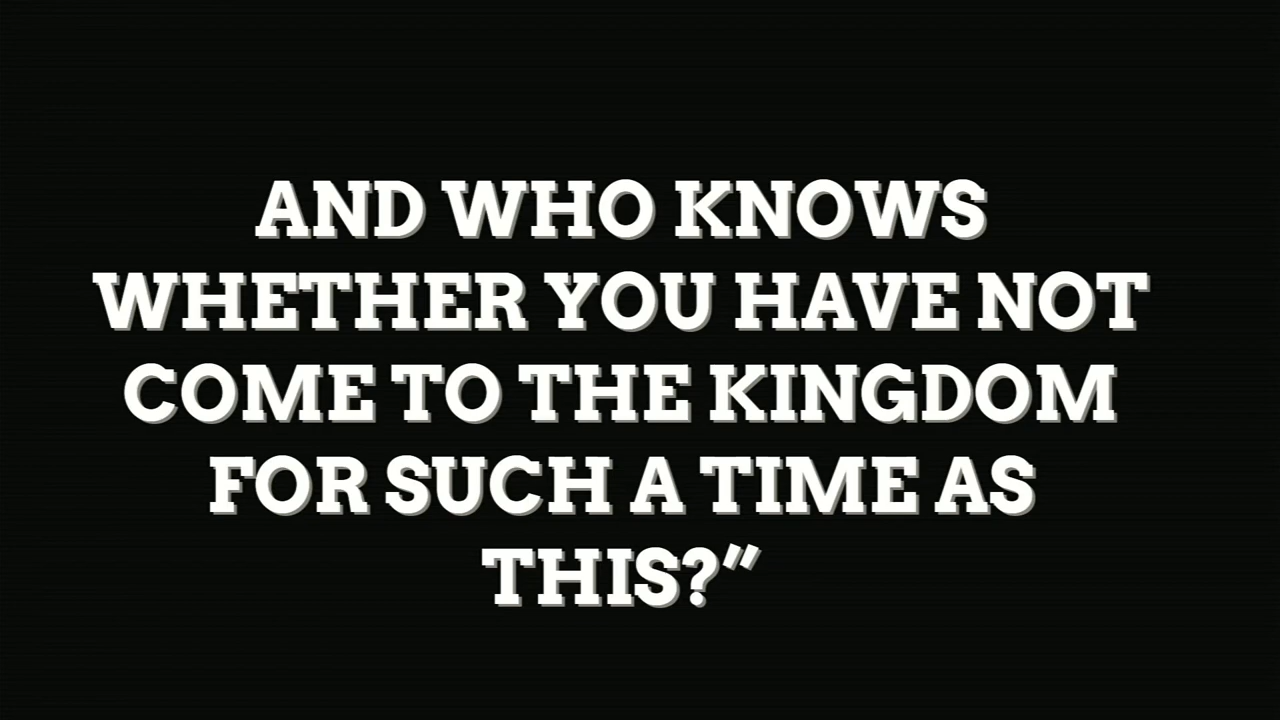 AND WHO KNOWS
WHETHER YOU HAVE NOT
COME TO THE KINGDOM
FOR SUCH A TIME AS
THIS?”